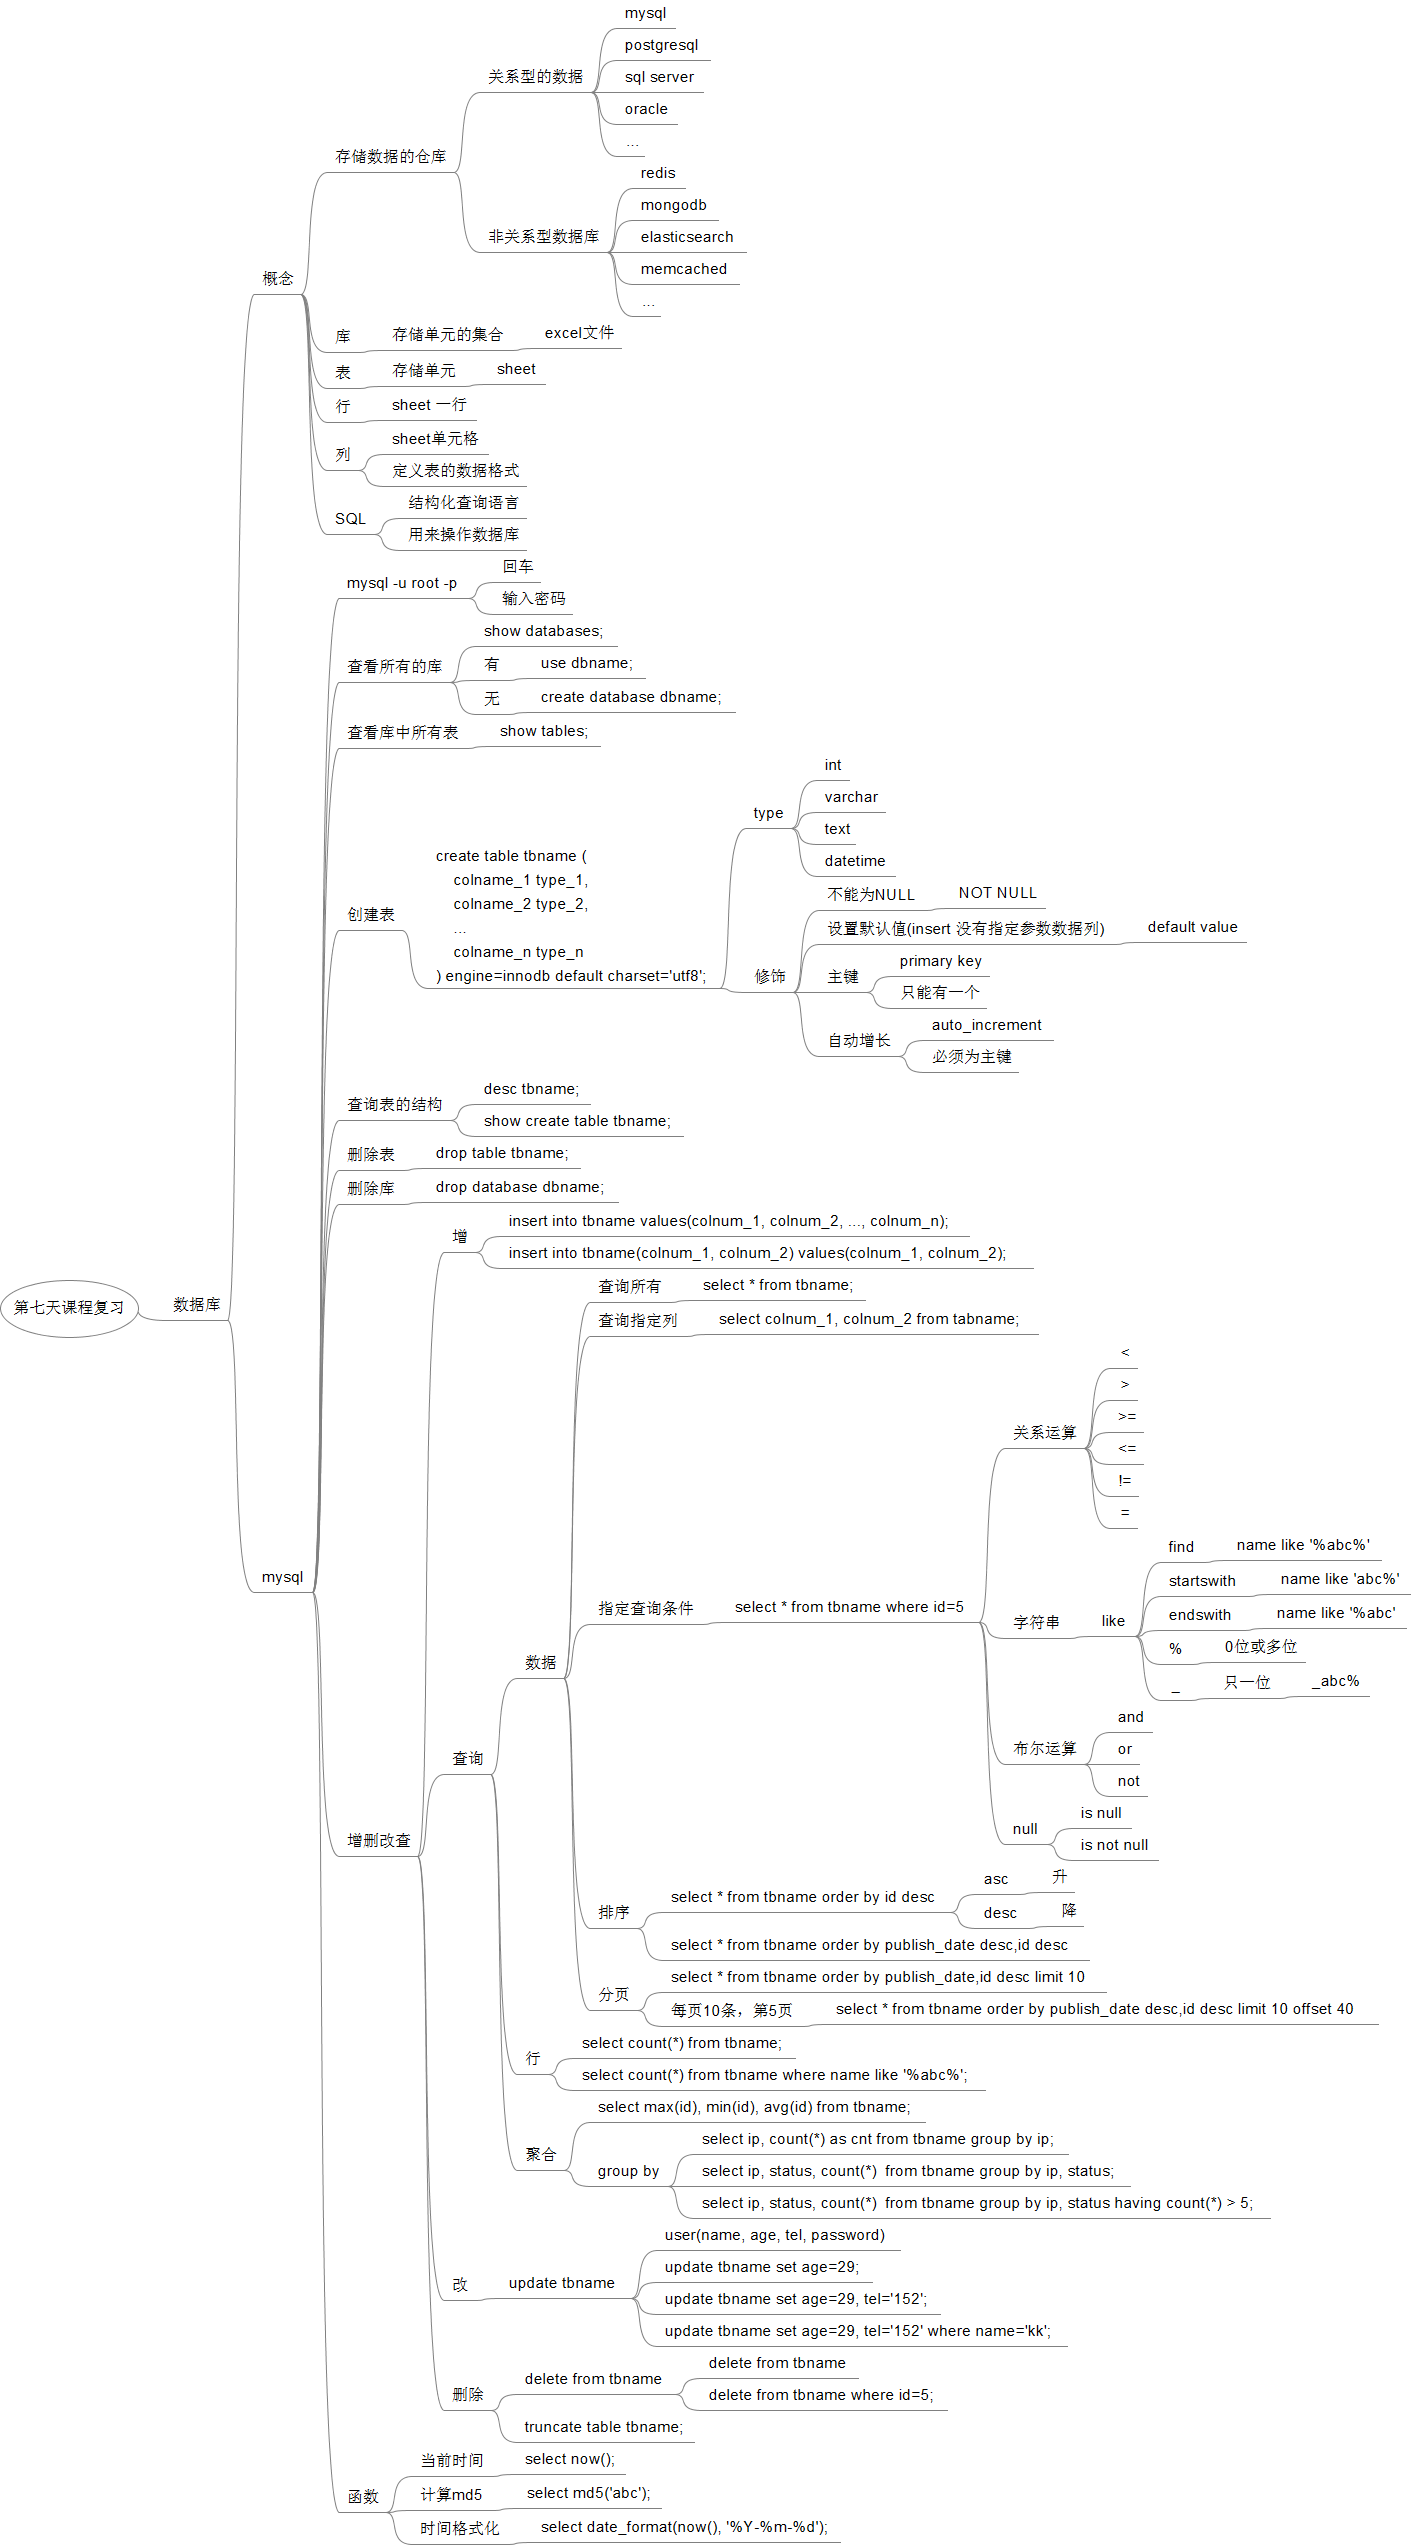 第七天课程复习
数据库
概念
存储数据的仓库
关系型的数据
mysql
postgresql
sql server
oracle
...
非关系型数据库
redis
mongodb
elasticsearch
memcached
...
库
存储单元的集合
excel文件
表
存储单元
sheet
行
sheet 一行
列
sheet单元格
定义表的数据格式
SQL
结构化查询语言
用来操作数据库
mysql
mysql -u root -p
回车
输入密码
查看所有的库
show databases;
有
use dbname;
无
create database dbname;
查看库中所有表
show tables;
创建表
create table tbname (
colname_1 type_1,
colname_2 type_2,
...
colname_n type_n
) engine=innodb default charset='utf8';
type
int
varchar
text
datetime
修饰
不能为NULL
NOT NULL
设置默认值(insert 没有指定参数数据列)
default value
主键
primary key
只能有一个
自动增长
auto_increment
必须为主键
查询表的结构
desc tbname;
show create table tbname;
删除表
drop table tbname;
删除库
drop database dbname;
增删改查
增
insert into tbname values(colnum_1, colnum_2, ..., colnum_n);
insert into tbname(colnum_1, colnum_2) values(colnum_1, colnum_2);
查询
数据
查询所有
select * from tbname;
查询指定列
select colnum_1, colnum_2 from tabname;
指定查询条件
select * from tbname where id=5
关系运算
<
>
>=
<=
!=
=
字符串
like
find
name like '%abc%'
startswith
name like 'abc%'
endswith
name like '%abc'
%
0位或多位
_
只一位
_abc%
布尔运算
and
or
not
null
is null
is not null
排序
select * from tbname order by id desc
asc
升
desc
降
select * from tbname order by publish_date desc,id desc
分页
select * from tbname order by publish_date,id desc limit 10
每页10条，第5页
select * from tbname order by publish_date desc,id desc limit 10 offset 40
行
select count(*) from tbname;
select count(*) from tbname where name like '%abc%';
聚合
select max(id), min(id), avg(id) from tbname;
group by
select ip, count(*) as cnt from tbname group by ip;
select ip, status, count(*)  from tbname group by ip, status;
select ip, status, count(*)  from tbname group by ip, status having count(*) > 5;
改
update tbname
user(name, age, tel, password)
update tbname set age=29;
update tbname set age=29, tel='152';
update tbname set age=29, tel='152' where name='kk';
删除
delete from tbname
delete from tbname
delete from tbname where id=5;
truncate table tbname;
函数
当前时间
select now();
计算md5
select md5('abc');
时间格式化
select date_format(now(), '%Y-%m-%d');